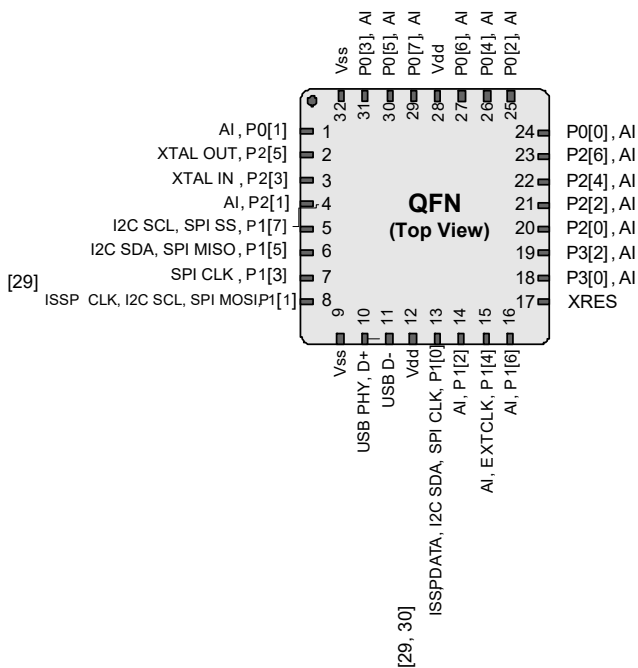 Vss
P0[3], AI
P0[5], AI
P0[7], AI
Vdd
P0[6], AI
P0[4], AI
P0[2], AI
32
31
30
29
28
27
26
25
AI , P0[1] 1
XTAL OUT, P2[5] 2
XTAL IN , P2[3] 3
AI , P2[1] 4
I2C SCL, SPI SS, P1[7] 5
I2C SDA, SPI MISO, P1[5] 6
SPI CLK , P1[3] 7
[29]
ISSP CLK, I2C SCL, SPI MOSI,P1[1] 8
QFN
(Top View)
24 P0[0] , AI
23 P2[6] , AI
22 P2[4] , AI
21 P2[2] , AI
20 P2[0] , AI
19 P3[2] , AI
18 P3[0] , AI
17 XRES
9
10
11
12
13
14
15
16
Vss
USB PHY, D+
USB D-
Vdd
ISSPDATA, I2C SDA, SPI CLK, P1[0]
AI, P1[2]
AI, EXTCLK, P1[4]
AI, P1[6]
[29, 30]